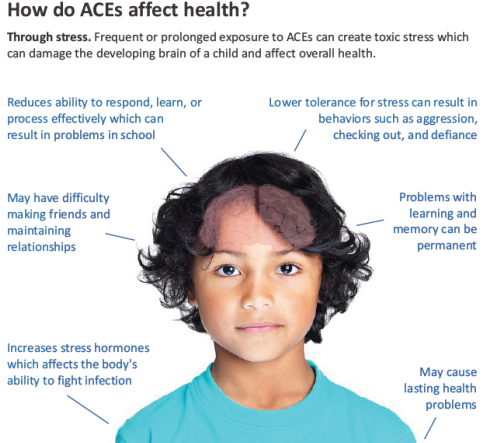 How do ACEs affect health?
Through stress. Frequent or prolonged exposure to ACEs can create toxic stress which
can damage the developing brain of a child and affect overall health.
Reduces ability to respond, learn, or
process effectively which can
result in problems in school
Lower tolerance for stress can result in
behaviors such as aggression,
checking out, and defiance
May have difficulty
making friends and
maintaining
relationships
Problems with
learning and
memory can be
permanent
Increases stress hormones
which affects the body's
ability to fight infection
May cause
lasting health
problems